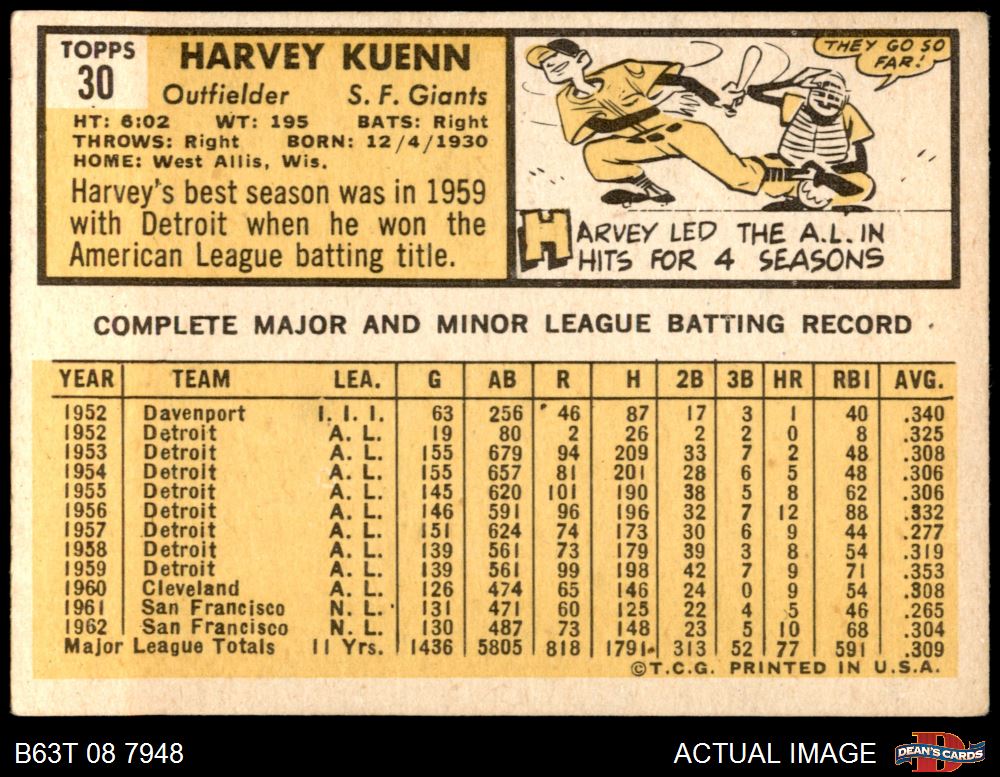 TOPPS
30
HARVEY KUENN
Outfielder S. F. Giants
HT: 6:02 WT: 195 BATS: Right
THROWS: Right BORN: 12/4/1930
HOME: West Allis, Wis.
Harvey's best season was in 1959
with Detroit when he won the
American League batting title.
THEY GO SO
FAR!
HARVEY LED THE A.L. IN
HITS FOR 4 SEASONS
COMPLETE MAJOR AND MINOR LEAGUE BATTING RECORD
YEAR TEAM LEA. G AB R H 2B 3B HR RBI AVG.
1952 Davenport I. I. I. 63 256 46 87 17 3 1 40 .340
1952 Detroit A. L. 19 80 2 26 2 2 0 8 .325
1953 Detroit A. L. 155 679 94 209 33 7 2 48 .308
1954 Detroit A. L. 155 657 81 201 28 6 5 48 .306
1955 Detroit A. L. 145 620 101 190 38 5 8 62 .306
1956 Detroit A. L. 146 591 96 196 32 7 12 88 .332
1957 Detroit A. L. 151 624 74 173 30 6 9 44 .277
1958 Detroit A. L. 139 561 73 179 39 3 8 54 .319
1959 Detroit A. L. 139 561 99 198 42 7 9 71 .353
1960 Cleveland A. L. 126 474 65 146 24 0 9 54 .308
1961 San Francisco N. L. 131 471 60 125 22 4 5 46 .265
1962 San Francisco N. L. 130 487 73 148 23 5 10 68 .304
Major League Totals 11 Yrs. 1436 5805 818 1791 313 52 77 591 .309
©T.C.G. PRINTED IN U.S.A.
B63T 08 7948 ACTUAL IMAGE DEAN'S CARDS